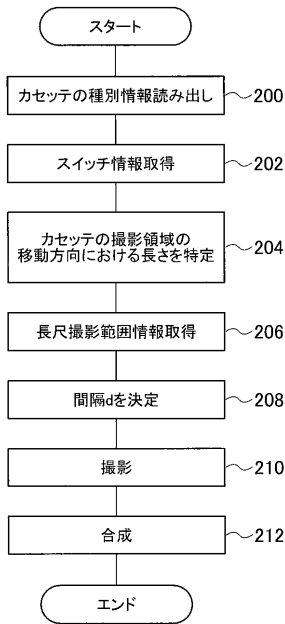 スタート
カセッテの種別情報読み出し 200
スイッチ情報取得 202
カセッテの撮影領域の
移動方向における長さを特定 204
長尺撮影範囲情報取得 206
間隔dを決定 208
撮影 210
合成 212
エンド